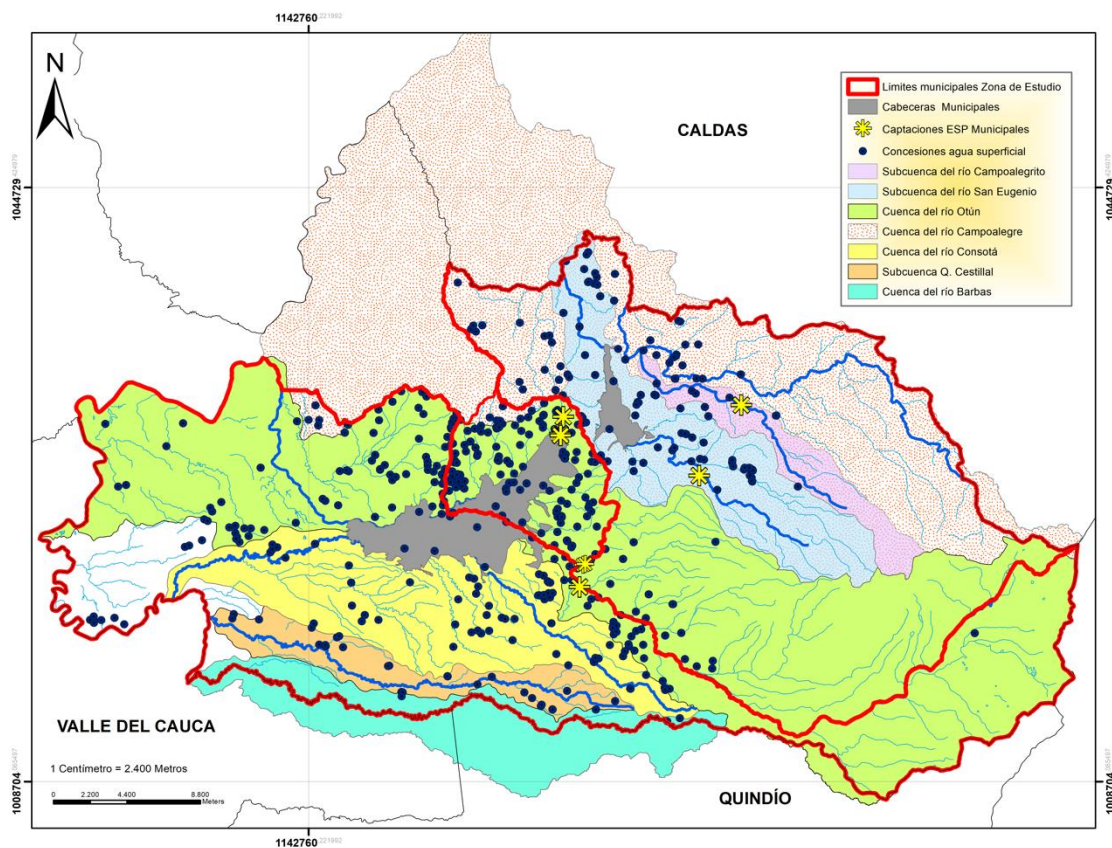 1142760 221992
N
CALDAS
Limites municipales Zona de Estudio
Cabeceras Municipales
Captaciones ESP Municipales
Concesiones agua superficial
Subcuenca del río Campoalegrito
Subcuenca del río San Eugenio
Cuenca del río Otún
Cuenca del río Campoalegre
Cuenca del río Consotá
Subcuenca Q. Cestillal
Cuenca del río Barbas
1044729
1044729
VALLE DEL CAUCA
1 Centímetro = 2.400 Metros
0 2.200 4.400 8.800
Meters
QUINDÍO
1008704
1008704
1142760 221992